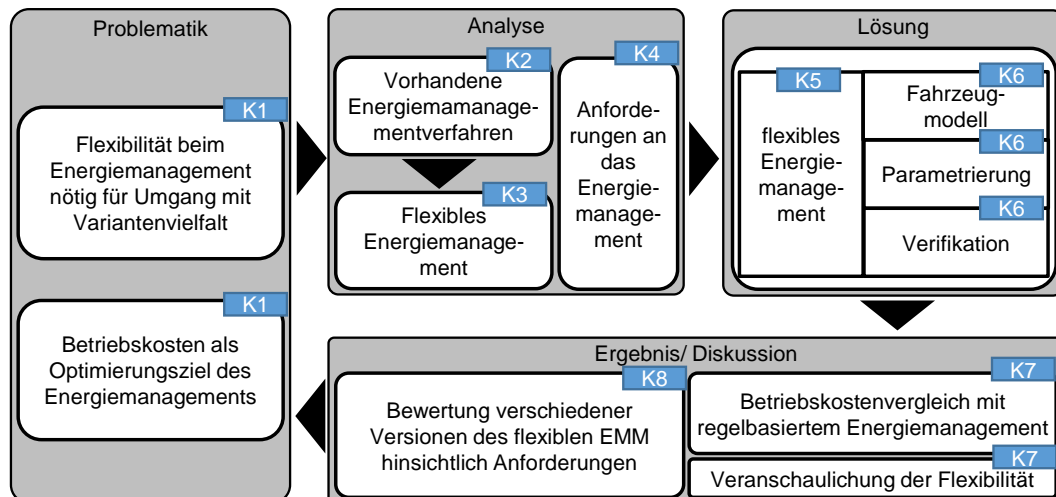 Problematik
K1
Flexibilität beim
Energiemanagement
nötig für Umgang mit
Variantenvielfalt
K1
Betriebskosten als
Optimierungsziel des
Energiemanagements
Analyse
K2
Vorhandene
Energiemamanage-
mentverfahren
K3
Flexibles
Energiemanage-
ment
K4
Anforde-
rungen an
das
Energie-
manage-
ment
Lösung
K5
flexibles
Energie-
manage-
ment
K6
Fahrzeug-
modell
K6
Parametrierung
K6
Verifikation
Ergebnis/ Diskussion
K8
Bewertung verschiedener
Versionen des flexiblen EMM
hinsichtlich Anforderungen
K7
Betriebskostenvergleich mit
regelbasiertem Energiemanagement
K7
Veranschaulichung der Flexibilität